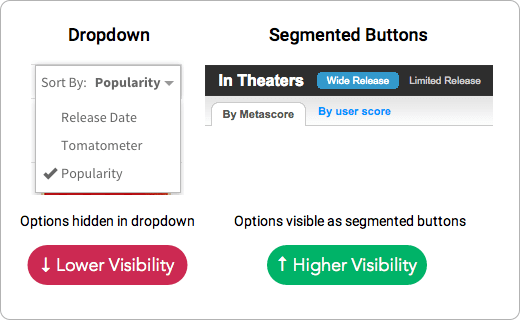 Dropdown
Sort By: Popularity
Release Date
Tomatometer
Popularity
Options hidden in dropdown
↓ Lower Visibility
Segmented Buttons
In Theaters Wide Release Limited Release
By Metascore By user score
Options visible as segmented buttons
↑ Higher Visibility